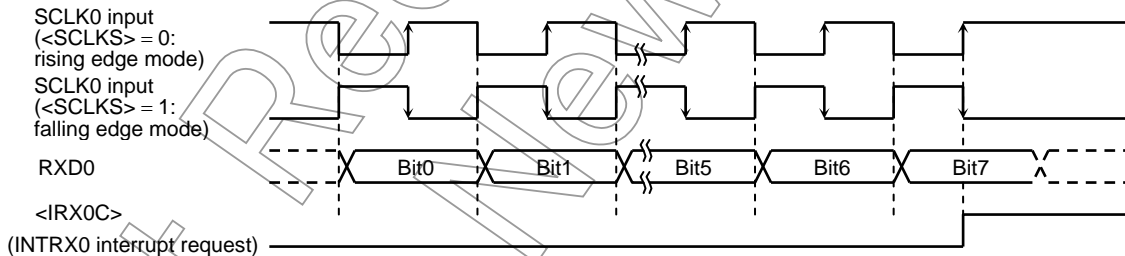 SCLK0 input
(<SCLKS> = 0:
rising edge mode)
SCLK0 input
(<SCLKS> = 1:
falling edge mode)
RXD0
Bit0
Bit1
Bit5
Bit6
Bit7
<IRX0C>
(INTRX0 interrupt request)